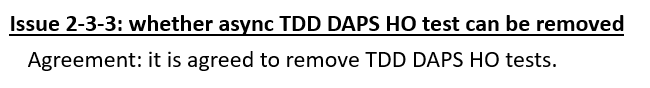 Issue 2-3-3: whether async TDD DAPS HO test can be removed
Agreement: it is agreed to remove TDD DAPS HO tests.